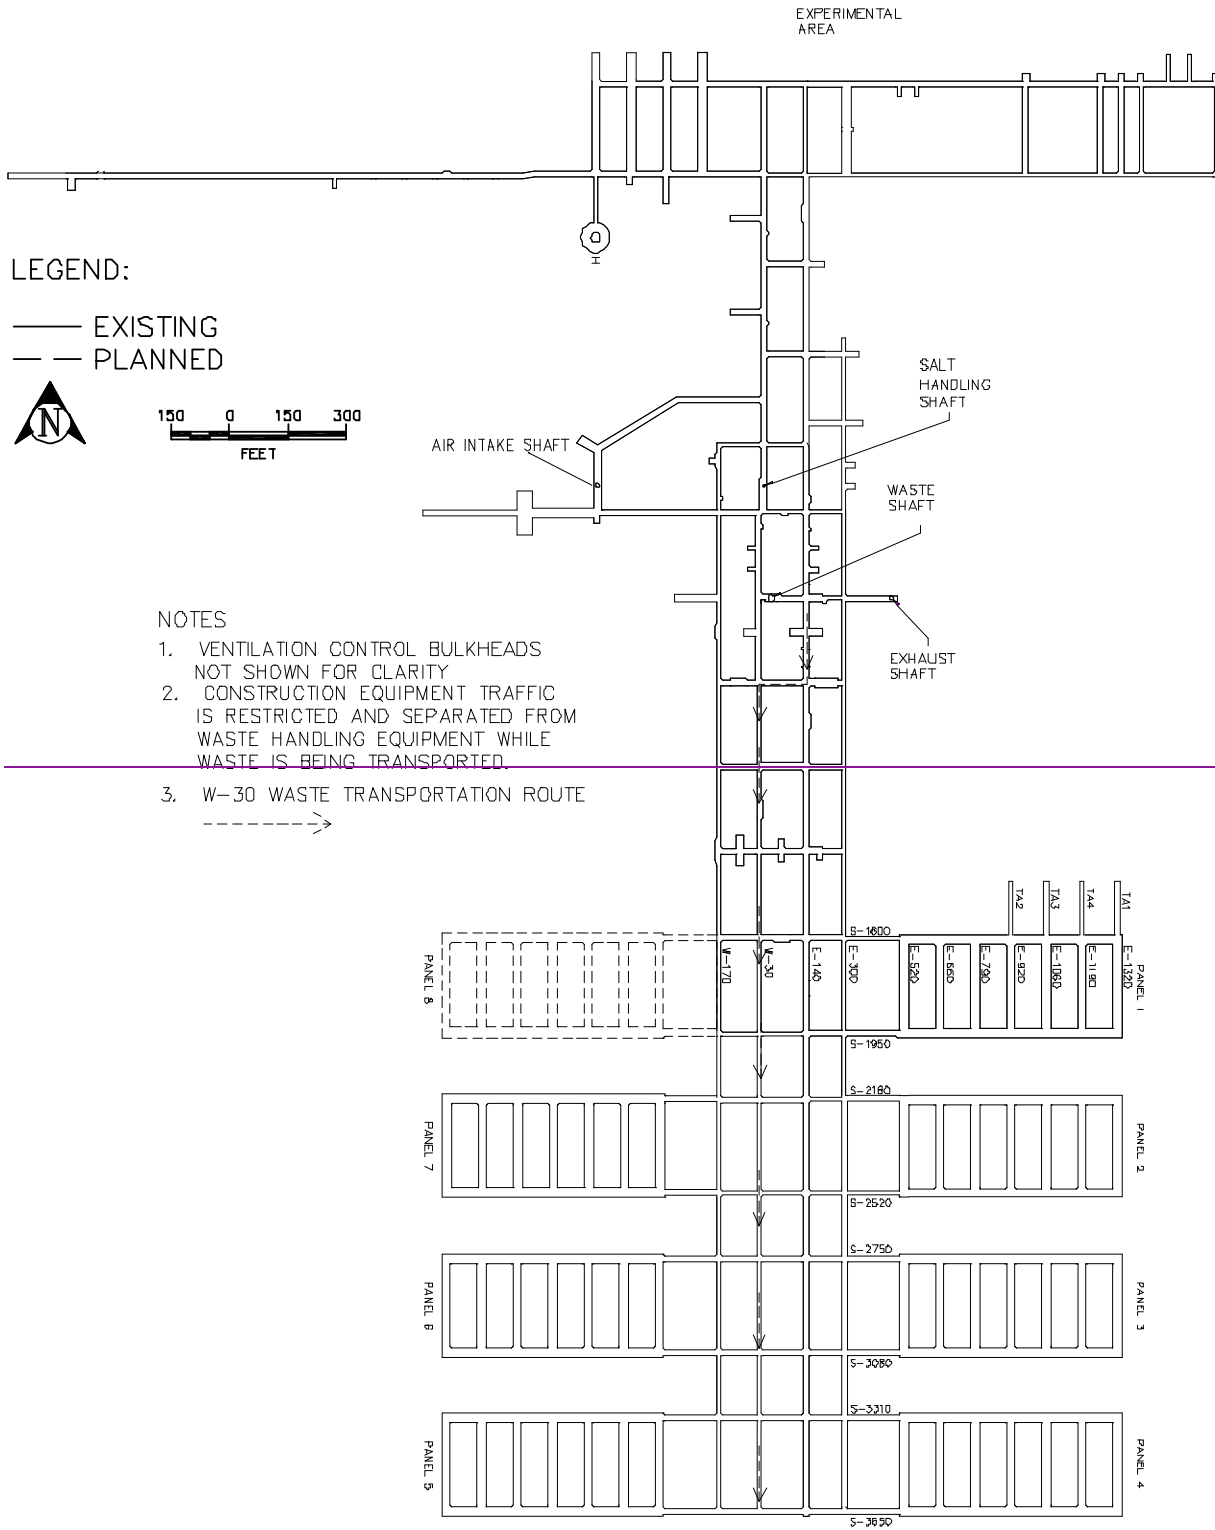 EXPERIMENTAL
AREA
LEGEND:
EXISTING
PLANNED
N
150 0 150 300
FEET
SALT
HANDLING
SHAFT
AIR INTAKE SHAFT
WASTE
SHAFT
EXHAUST
SHAFT
NOTES
1. VENTILATION CONTROL BULKHEADS
NOT SHOWN FOR CLARITY
2. CONSTRUCTION EQUIPMENT TRAFFIC
IS RESTRICTED AND SEPARATED FROM
WASTE HANDLING EQUIPMENT WHILE
WASTE IS BEING TRANSPORTED.
3. W-30 WASTE TRANSPORTATION ROUTE
TA2
TA3
TA4
TA1
S-1600
PANEL 8
W-170
W-30
E-140
E-300
E-520
E-660
E-790
E-920
E-1060
E-1190
E-1320
PANEL 1
S-1950
S-2180
PANEL 7
PANEL 2
S-2520
S-2750
PANEL 6
PANEL 3
S-3080
S-3310
PANEL 5
PANEL 4
S-3650